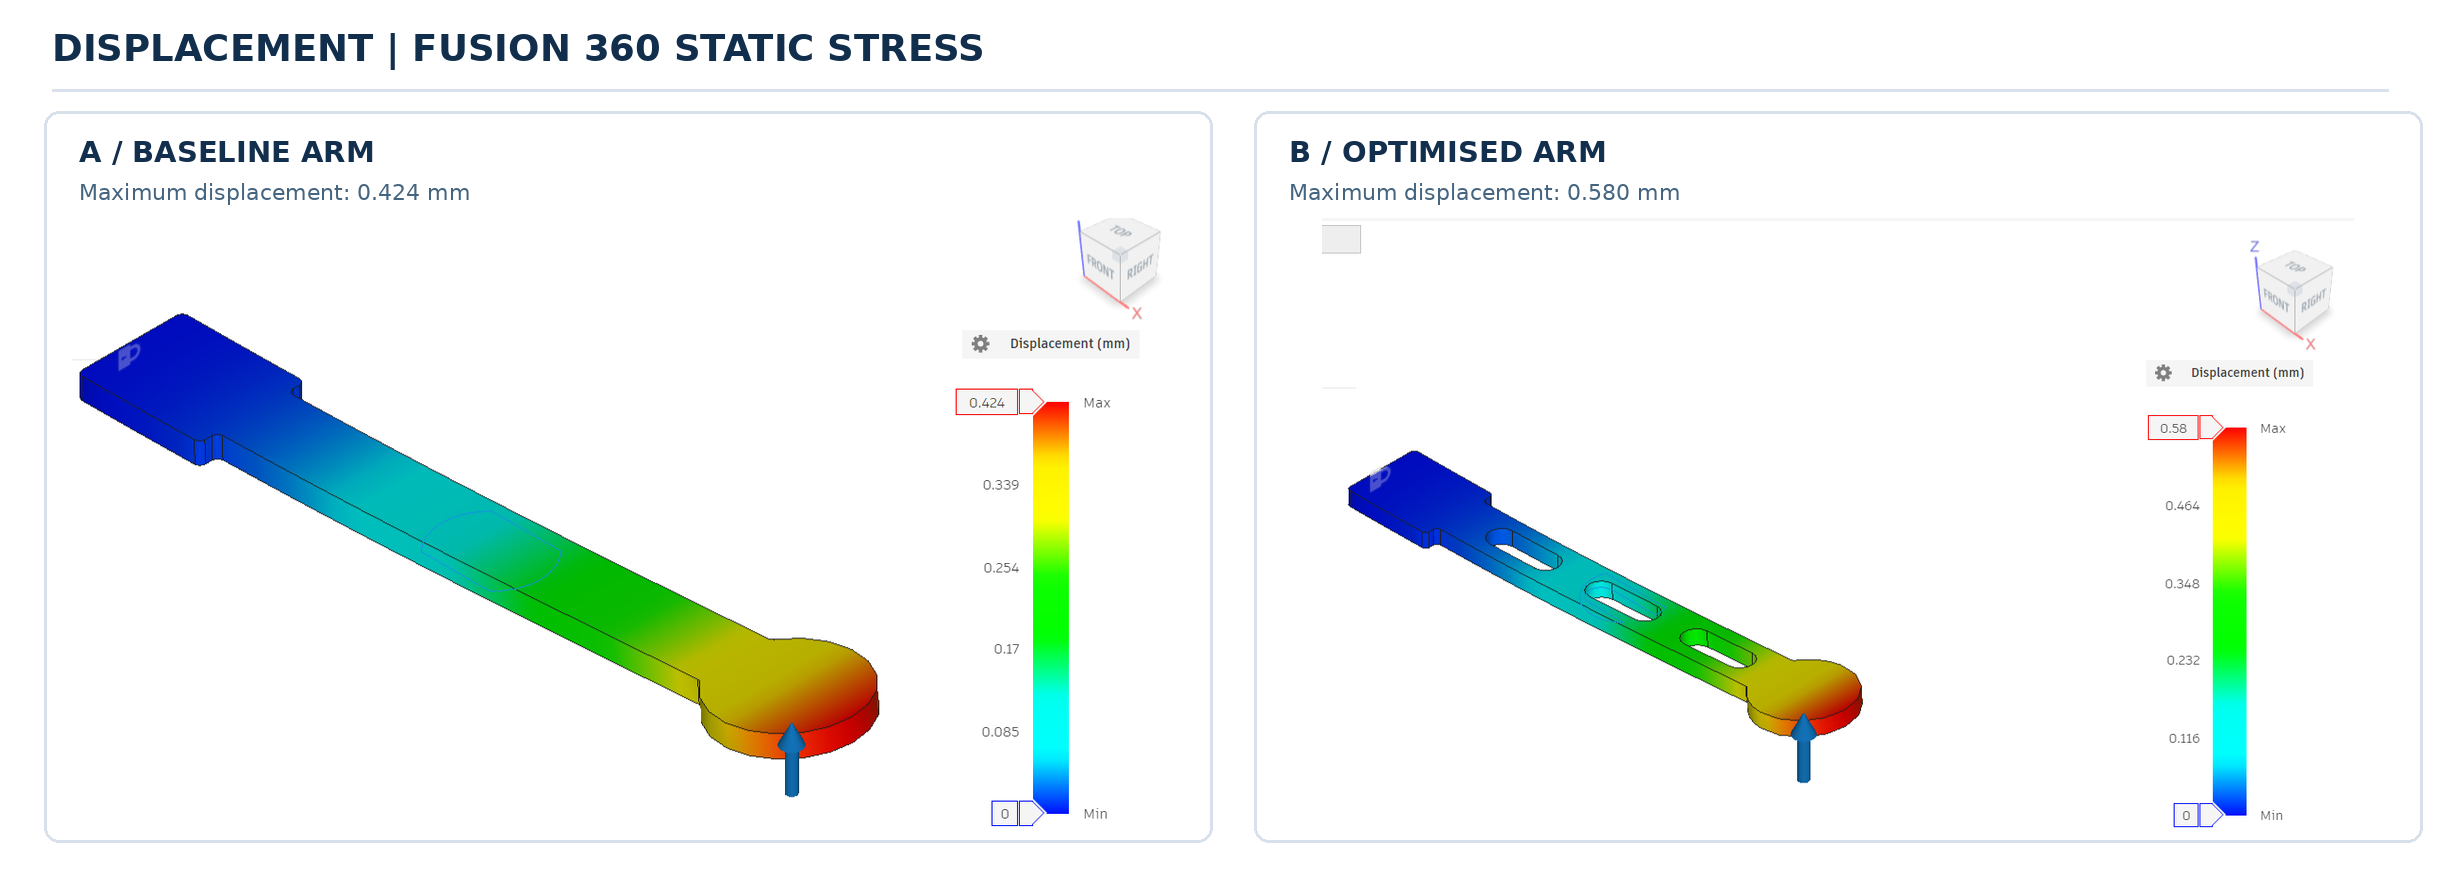 DISPLACEMENT | FUSION 360 STATIC STRESS
A / BASELINE ARM
Maximum displacement: 0.424 mm
TOP
FRONT
RIGHT
X
Displacement (mm)
0.424
Max
0.339
0.254
0.17
0.085
0
Min
B / OPTIMISED ARM
Maximum displacement: 0.580 mm
Z
TOP
FRONT
RIGHT
X
Displacement (mm)
0.58
Max
0.464
0.348
0.232
0.116
0
Min